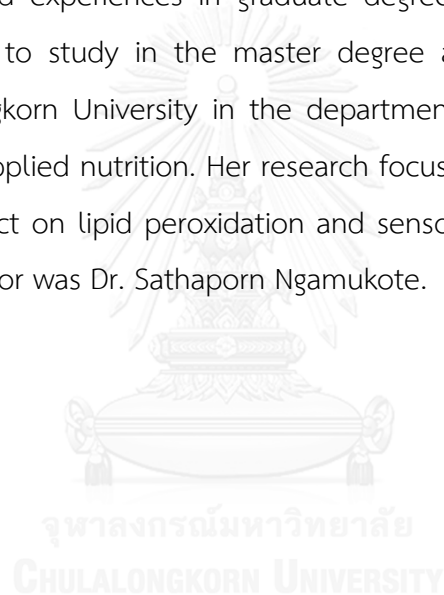 d experiences in graduate degree
to study in the master degree a
gkorn University in the departmen
pplied nutrition. Her research focus
ct on lipid peroxidation and senso
or was Dr. Sathaporn Ngamukote.
จุฬาลงกรณ์มหาวิทยาลัย
CHULALONGKORN UNIVERSITY